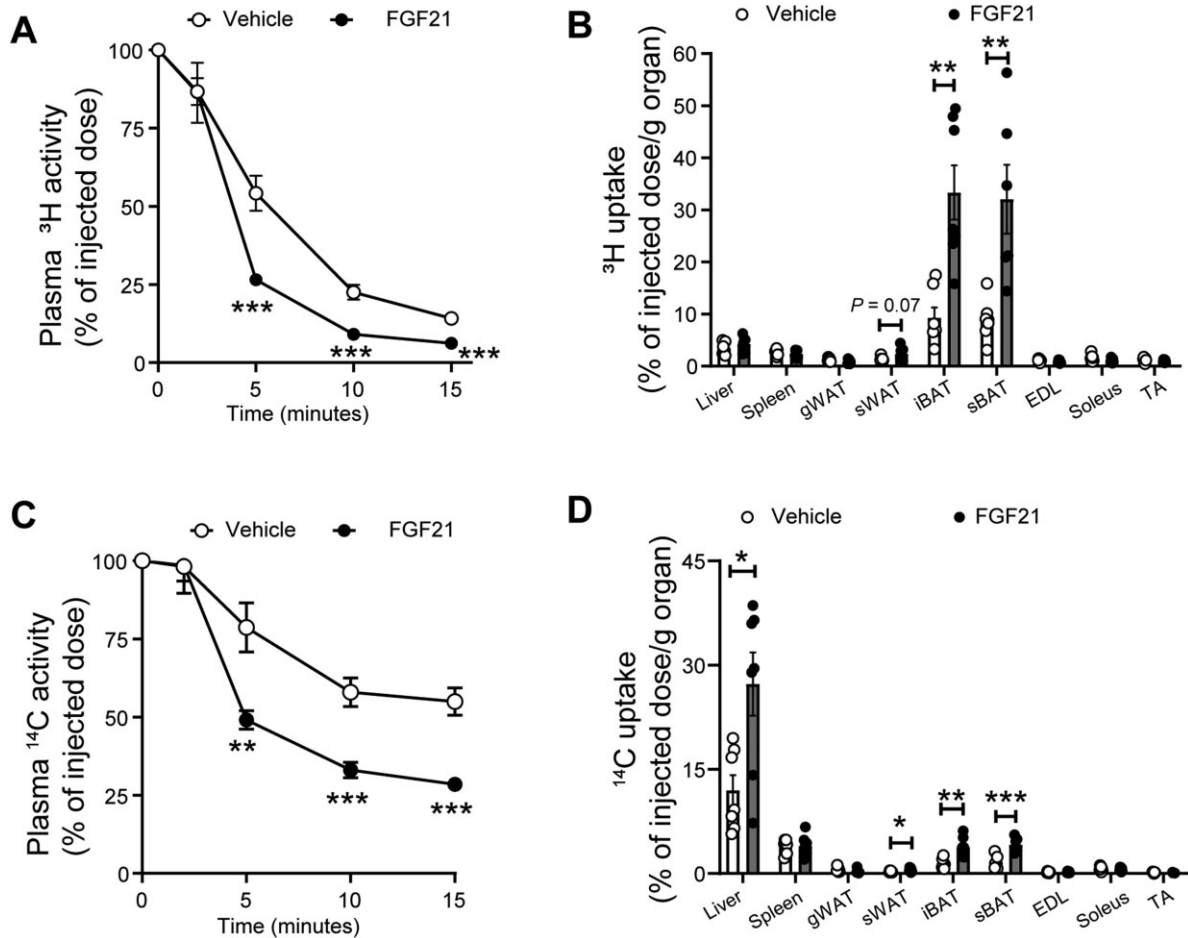 A
Vehicle FGF21
100
75
50
25
0
Plasma ³H activity
(% of injected dose)
***
***
***
0 5 10 15
Time (minutes)
B
Vehicle FGF21
60
50
40
30
20
10
0
³H uptake
(% of injected dose/g organ)
P = 0.07
**
**
Liver Spleen gWAT sWAT iBAT sBAT EDL Soleus TA
C
Vehicle FGF21
100
75
50
25
0
Plasma ¹⁴C activity
(% of injected dose)
**
***
***
0 5 10 15
Time (minutes)
D
Vehicle FGF21
45
30
15
0
¹⁴C uptake
(% of injected dose/g organ)
*
*
**
***
Liver Spleen gWAT sWAT iBAT sBAT EDL Soleus TA